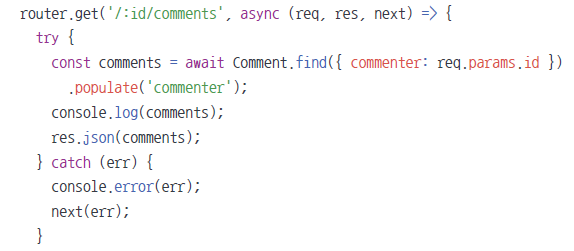 router.get('/:id/comments', async (req, res, next) => {
try {
const comments = await Comment.find({ commenter: req.params.id })
.populate('commenter');
console.log(comments);
res.json(comments);
} catch (err) {
console.error(err);
next(err);
}